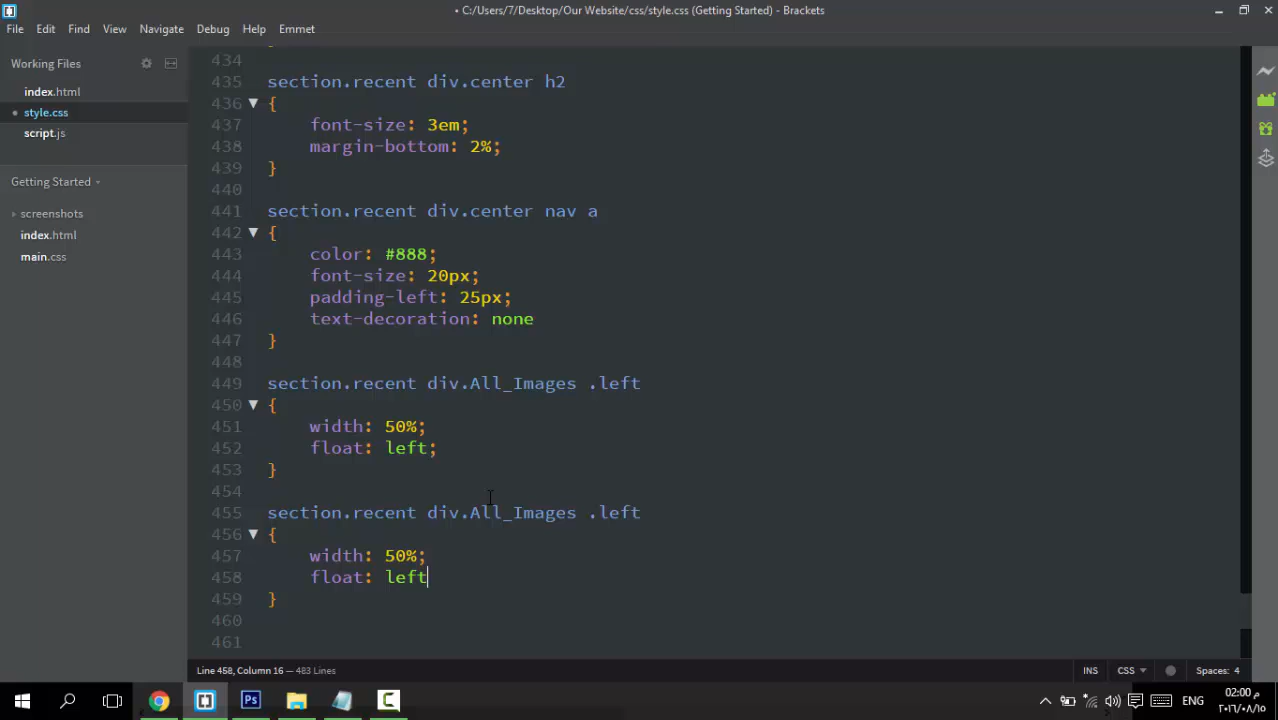 • C:/Users/7/Desktop/Our Website/css/style.css (Getting Started) - Brackets
File Edit Find View Navigate Debug Help Emmet
Working Files
index.html
style.css
script.js
Getting Started
screenshots
index.html
main.css
434
435 section.recent div.center h2
436 {
437 font-size: 3em;
438 margin-bottom: 2%;
439 }
440
441 section.recent div.center nav a
442 {
443 color: #888;
444 font-size: 20px;
445 padding-left: 25px;
446 text-decoration: none
447 }
448
449 section.recent div.All_Images .left
450 {
451 width: 50%;
452 float: left;
453 }
454
455 section.recent div.All_Images .left
456 {
457 width: 50%;
458 float: left
459 }
460
461
Line 458, Column 16 — 483 Lines INS CSS Spaces: 4
Ps C ENG
02:00 م
٢٠١٦/٠٨/١٥